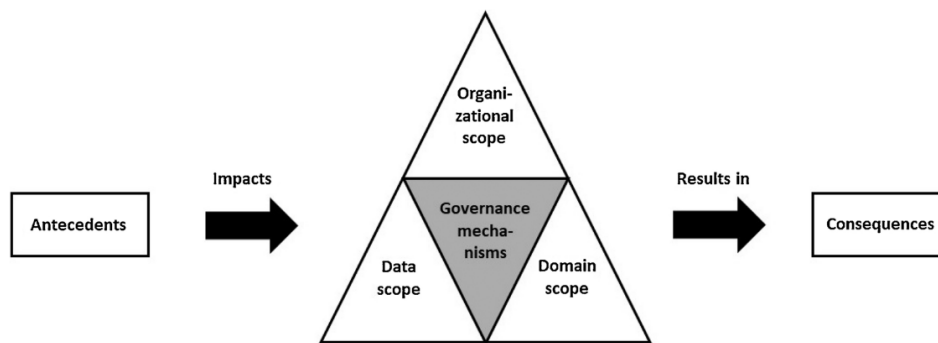 Organi-
zational
scope
Impacts
Results in
Antecedents
Governance
mecha-
nisms
Consequences
Data
scope
Domain
scope